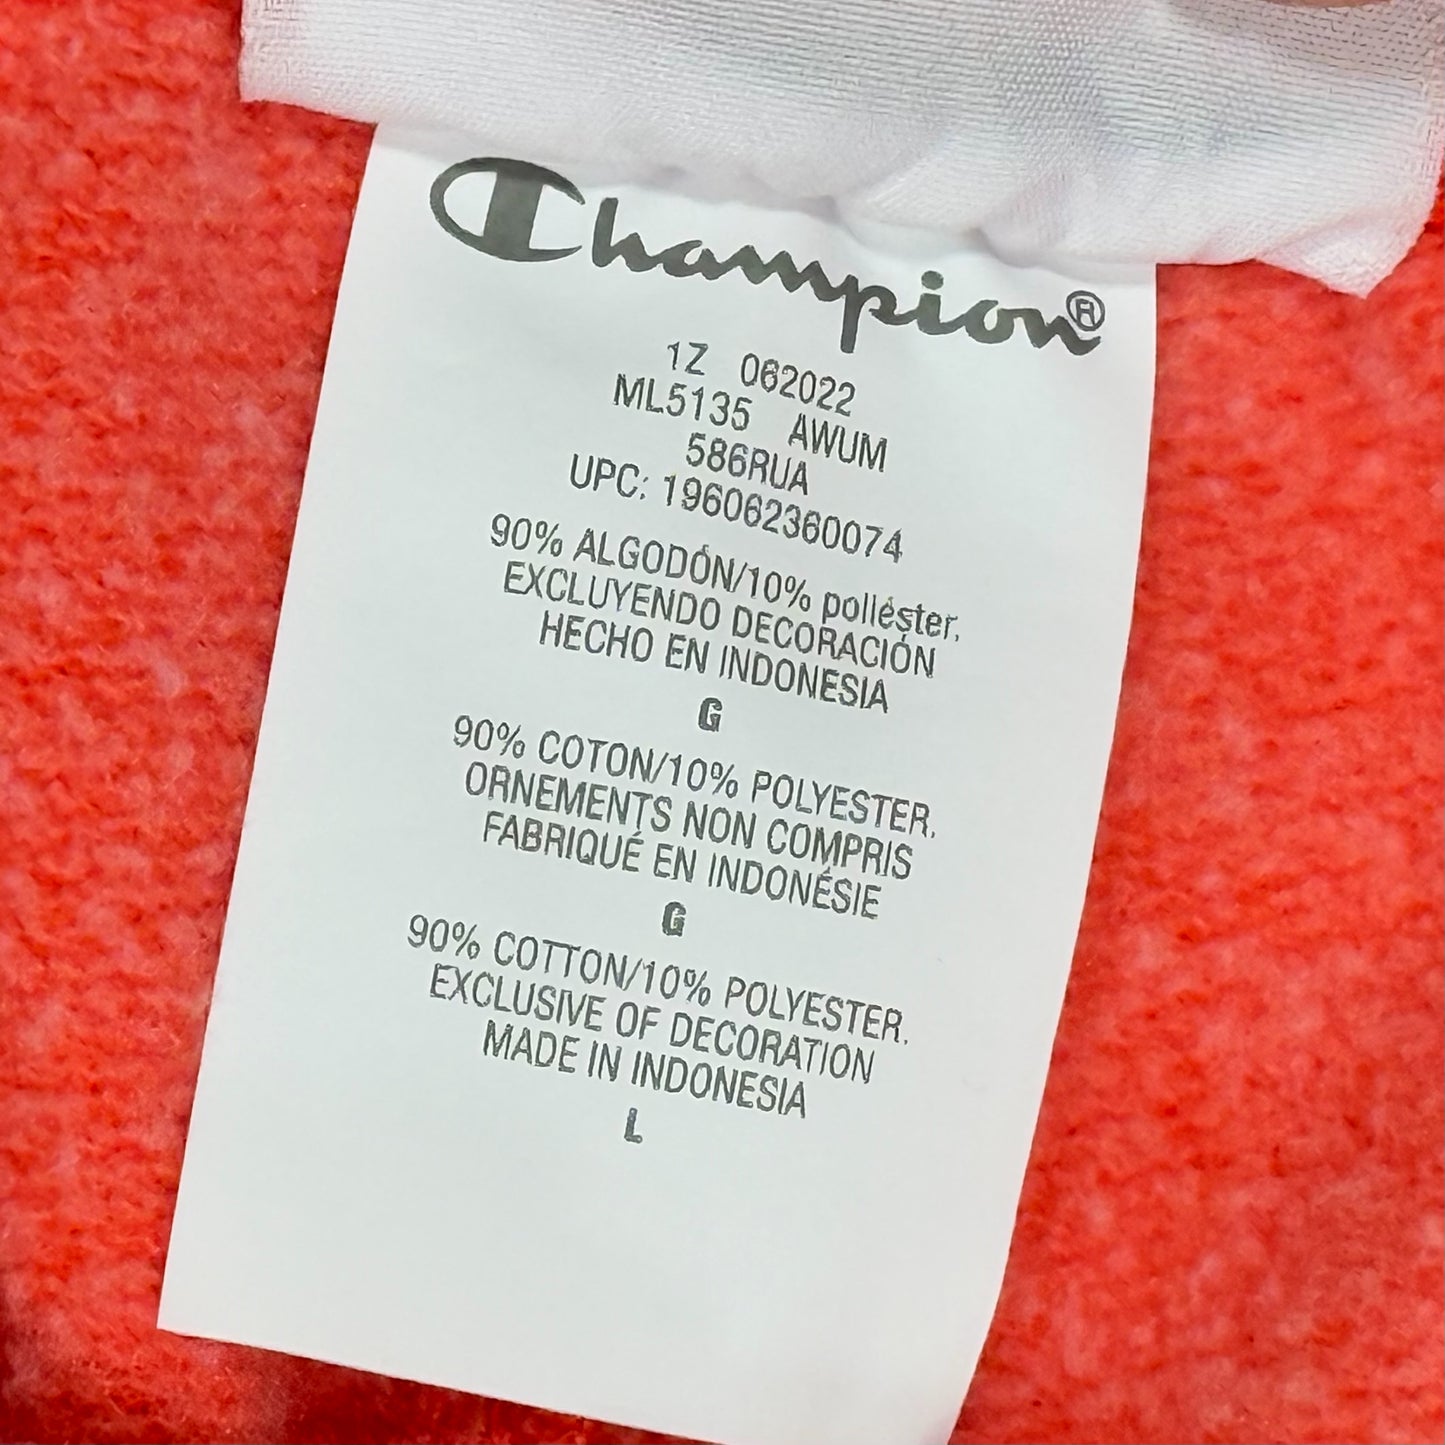 Champion®
1Z 062022
ML5135 AWUM
586RUA
UPC: 196062360074
90% ALGODÓN/10% poliéster.
EXCLUYENDO DECORACIÓN
HECHO EN INDONESIA
G
90% COTON/10% POLYESTER.
ORNEMENTS NON COMPRIS
FABRIQUÉ EN INDONÉSIE
G
90% COTTON/10% POLYESTER.
EXCLUSIVE OF DECORATION
MADE IN INDONESIA
L